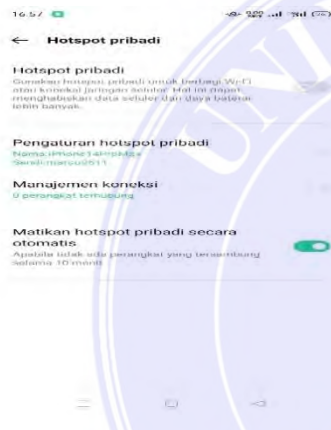 16.57
Hotspot pribadi
Hotspot pribadi
Gunakan hotspot pribadi untuk berbagi Wi-Fi
atau koneksi jaringan seluler. Hal ini dapat
menghabiskan data seluler dan daya baterai
lebih banyak.
Pengaturan hotspot pribadi
Manajemen koneksi
0 perangkat terhubung
Matikan hotspot pribadi secara
otomatis
Apabila tidak ada perangkat yang tersambung
selama 10 menit